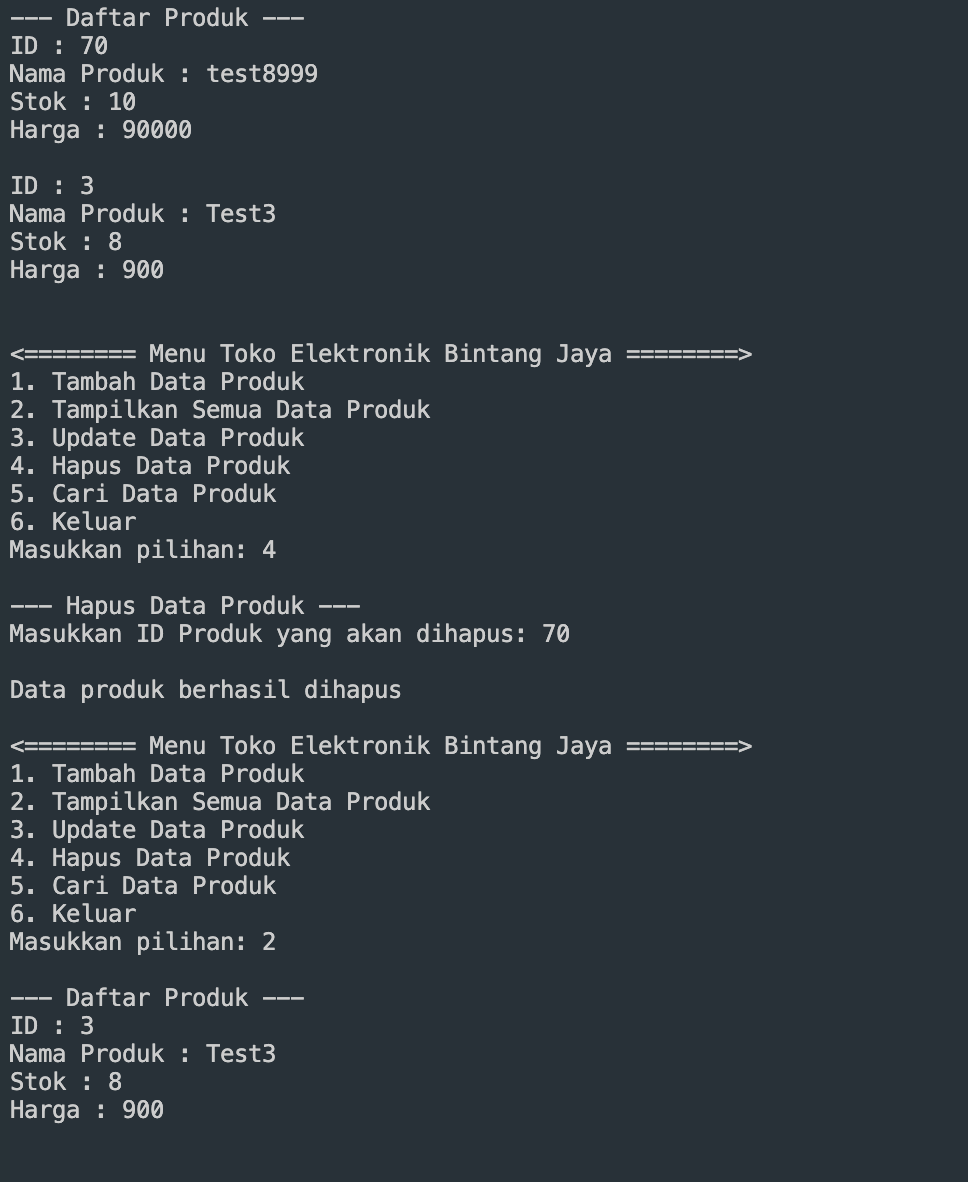 --- Daftar Produk ---
ID : 70
Nama Produk : test8999
Stok : 10
Harga : 90000
ID : 3
Nama Produk : Test3
Stok : 8
Harga : 900
<======== Menu Toko Elektronik Bintang Jaya ========>
1. Tambah Data Produk
2. Tampilkan Semua Data Produk
3. Update Data Produk
4. Hapus Data Produk
5. Cari Data Produk
6. Keluar
Masukkan pilihan: 4
--- Hapus Data Produk ---
Masukkan ID Produk yang akan dihapus: 70
Data produk berhasil dihapus
<======== Menu Toko Elektronik Bintang Jaya ========>
1. Tambah Data Produk
2. Tampilkan Semua Data Produk
3. Update Data Produk
4. Hapus Data Produk
5. Cari Data Produk
6. Keluar
Masukkan pilihan: 2
--- Daftar Produk ---
ID : 3
Nama Produk : Test3
Stok : 8
Harga : 900